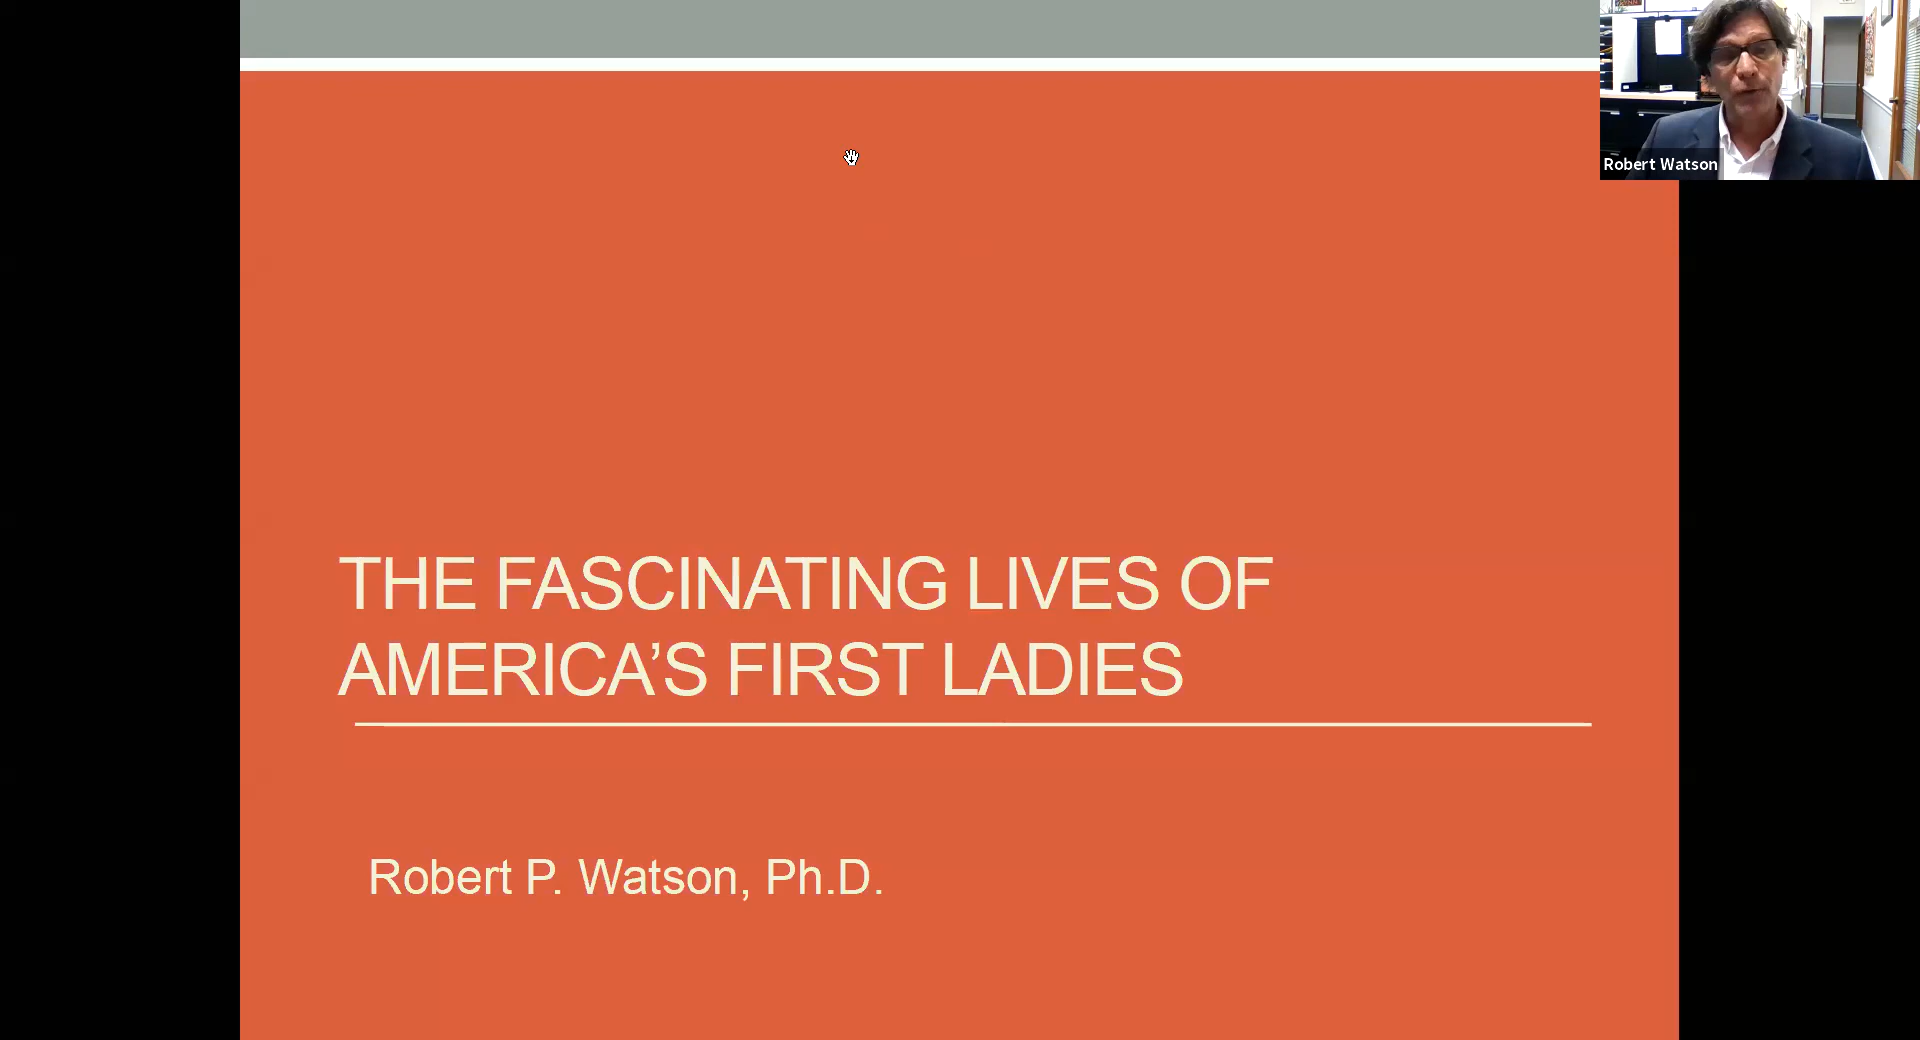 Robert Watson
THE FASCINATING LIVES OF
AMERICA’S FIRST LADIES
Robert P. Watson, Ph.D.